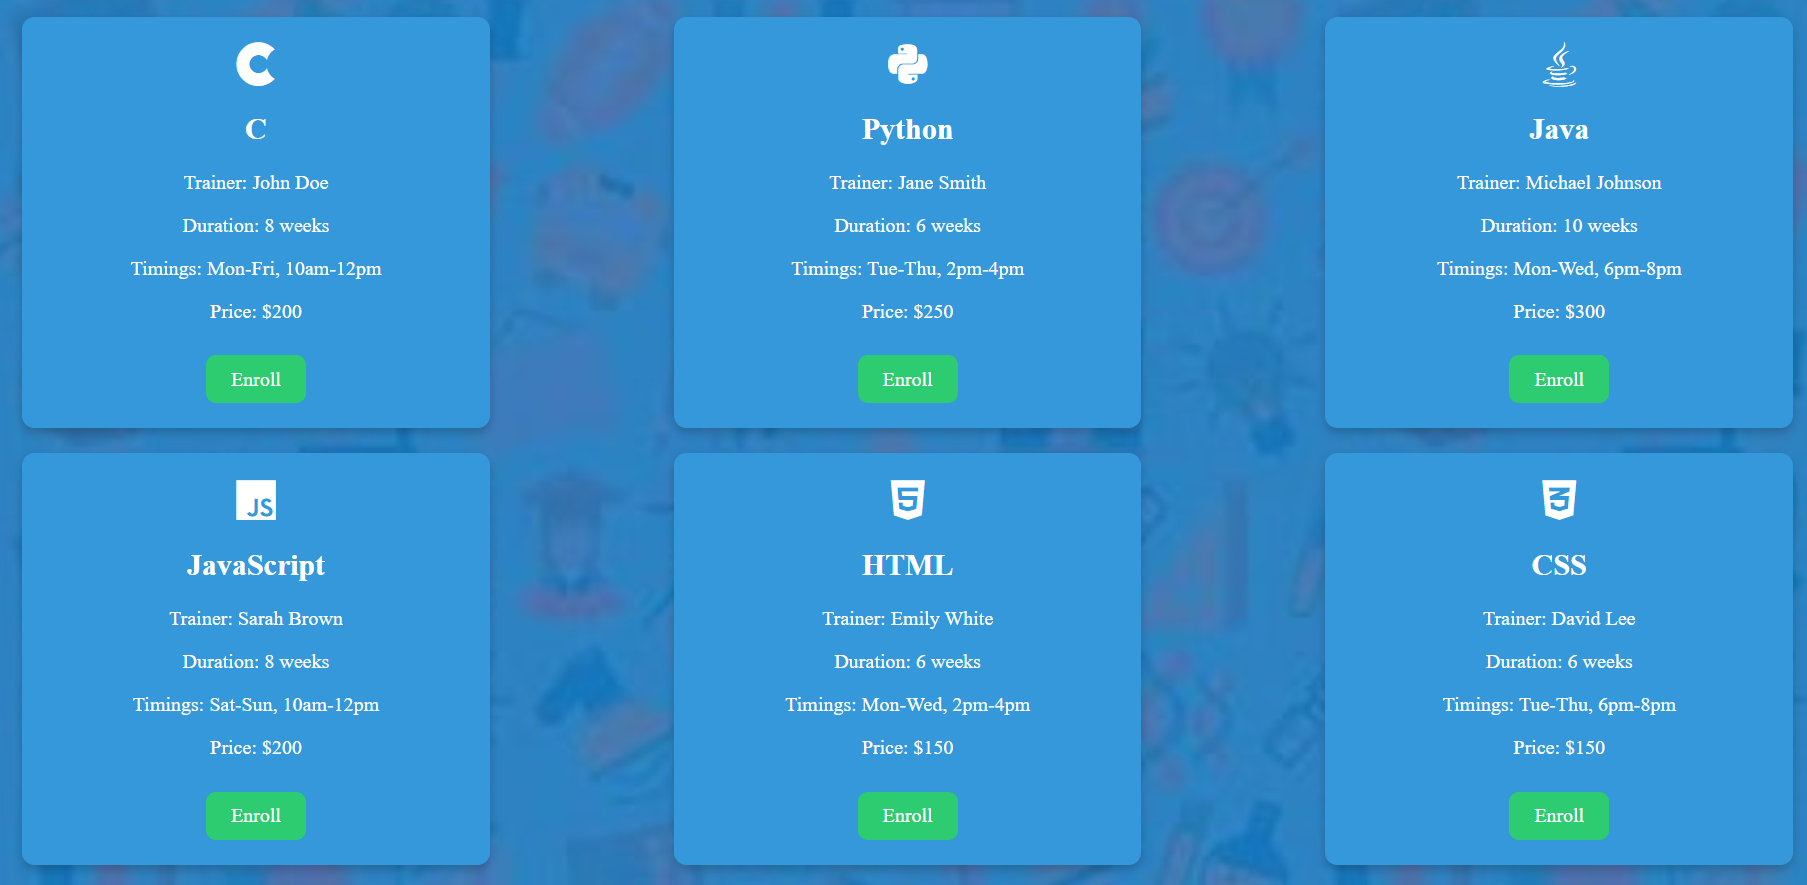 C
Trainer: John Doe
Duration: 8 weeks
Timings: Mon-Fri, 10am-12pm
Price: $200
Enroll
Python
Trainer: Jane Smith
Duration: 6 weeks
Timings: Tue-Thu, 2pm-4pm
Price: $250
Enroll
Java
Trainer: Michael Johnson
Duration: 10 weeks
Timings: Mon-Wed, 6pm-8pm
Price: $300
Enroll
JS
JavaScript
Trainer: Sarah Brown
Duration: 8 weeks
Timings: Sat-Sun, 10am-12pm
Price: $200
Enroll
5
HTML
Trainer: Emily White
Duration: 6 weeks
Timings: Mon-Wed, 2pm-4pm
Price: $150
Enroll
3
CSS
Trainer: David Lee
Duration: 6 weeks
Timings: Tue-Thu, 6pm-8pm
Price: $150
Enroll